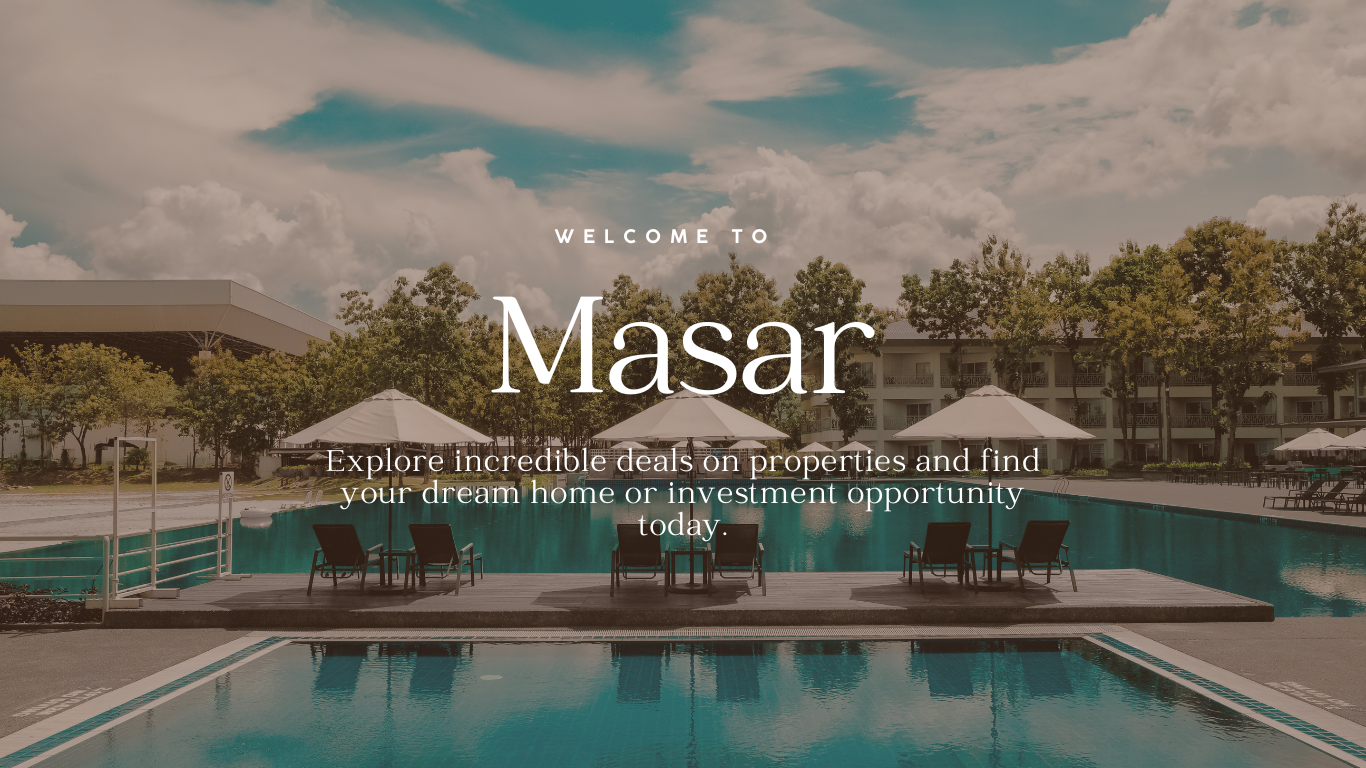 WELCOME TO
Masar
Explore incredible deals on properties and find
your dream home or investment opportunity
today.